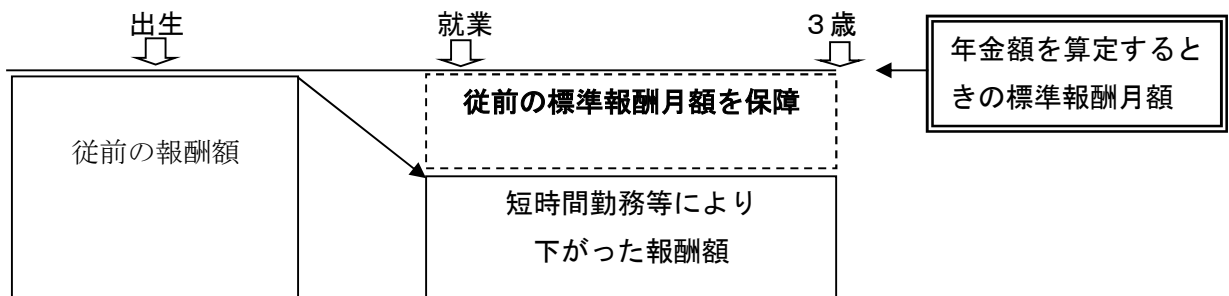 出生
就業
３歳
年金額を算定すると
きの標準報酬月額
従前の標準報酬月額を保障
従前の報酬額
短時間勤務等により
下がった報酬額